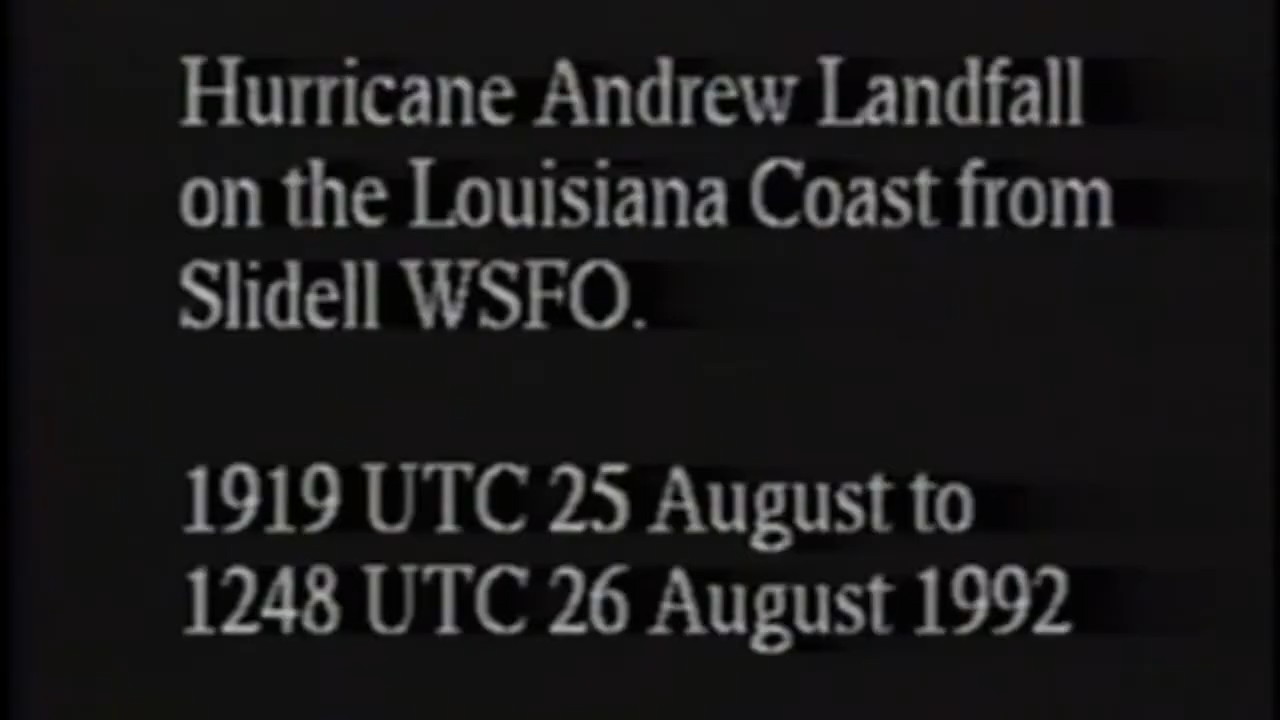 Hurricane Andrew Landfall
on the Louisiana Coast from
Slidell WSFO.
1919 UTC 25 August to
1248 UTC 26 August 1992